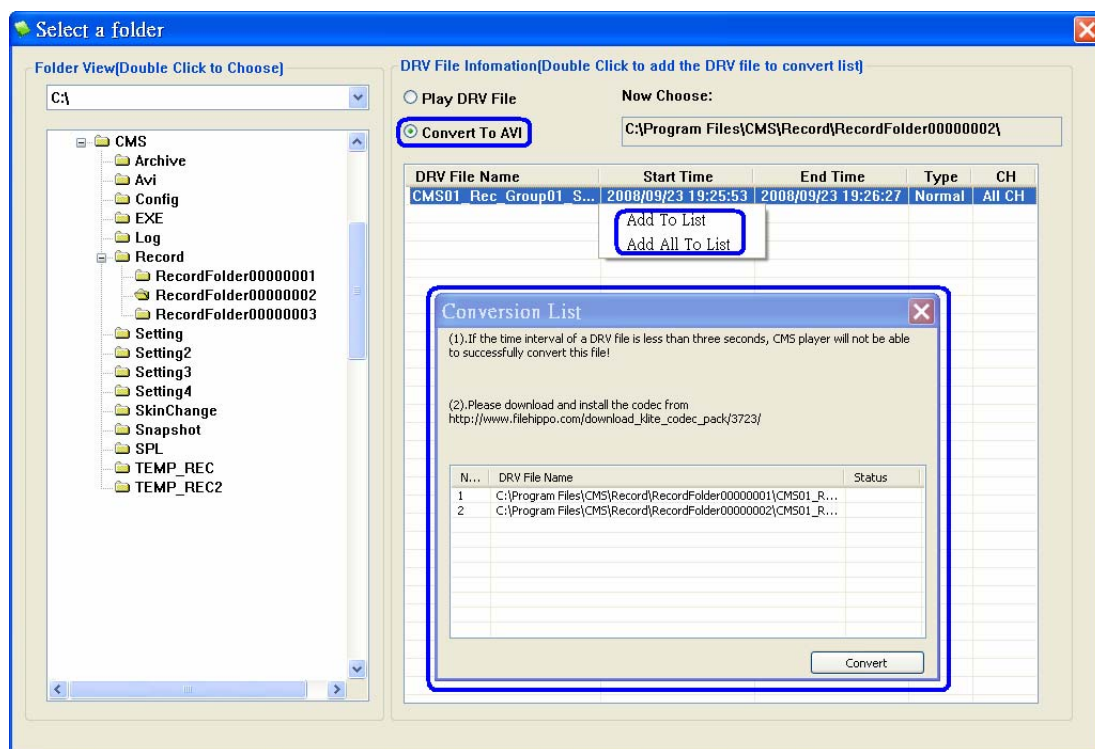 Select a folder
Folder View(Double Click to Choose)
C:\
CMS
Archive
Avi
Config
EXE
Log
Record
RecordFolder00000001
RecordFolder00000002
RecordFolder00000003
Setting
Setting2
Setting3
Setting4
SkinChange
Snapshot
SPL
TEMP_REC
TEMP_REC2
DRV File Infomation(Double Click to add the DRV file to convert list)
Play DRV File
Now Choose:
Convert To AVI
C:\Program Files\CMS\Record\RecordFolder00000002\
DRV File Name Start Time End Time Type CH
CMS01_Rec_Group01_S... 2008/09/23 19:25:53 2008/09/23 19:26:27 Normal All CH
Add To List
Add All To List
Conversion List
(1).If the time interval of a DRV file is less than three seconds, CMS player will not be able
to successfully convert this file!
(2).Please download and install the codec from
http://www.filehippo.com/download_klite_codec_pack/3723/
N... DRV File Name Status
1 C:\Program Files\CMS\Record\RecordFolder00000001\CMS01_R...
2 C:\Program Files\CMS\Record\RecordFolder00000002\CMS01_R...
Convert